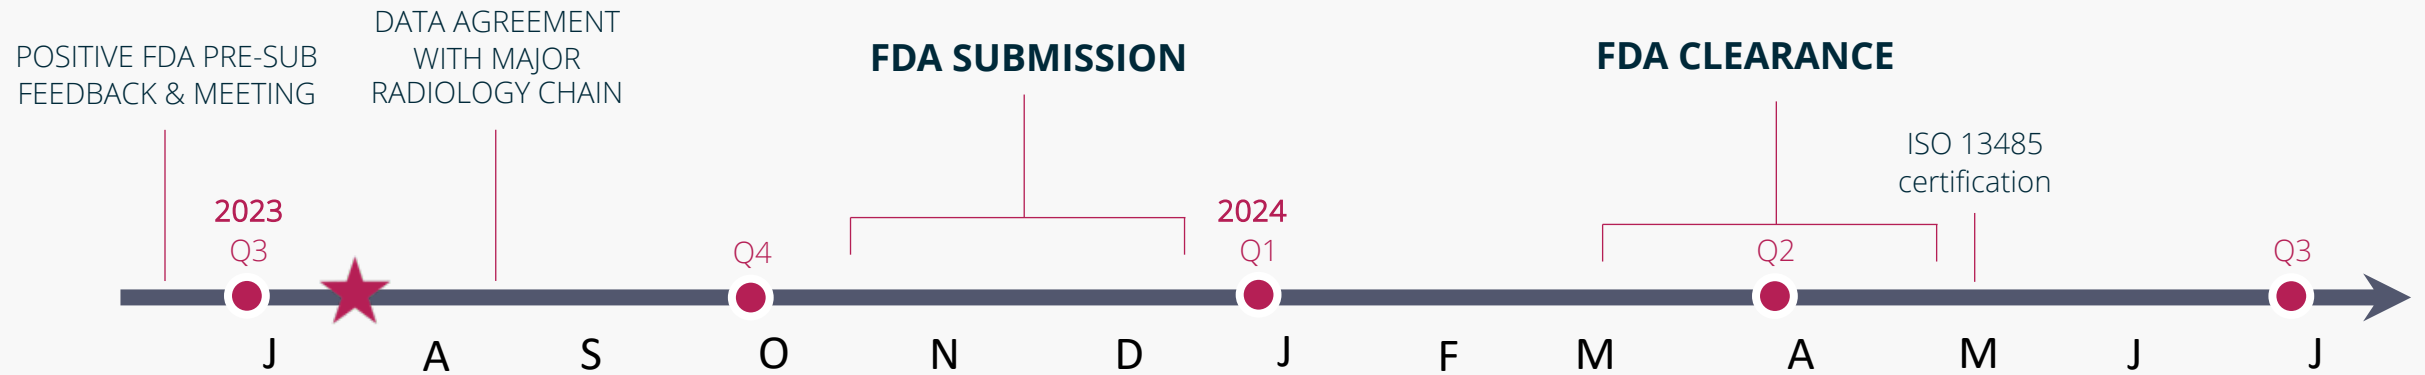 POSITIVE FDA PRE-SUB
FEEDBACK & MEETING
DATA AGREEMENT
WITH MAJOR
RADIOLOGY CHAIN
FDA SUBMISSION
FDA CLEARANCE
ISO 13485
certification
2023
Q3
Q4
2024
Q1
Q2
Q3
J A S O N D J F M A M J J